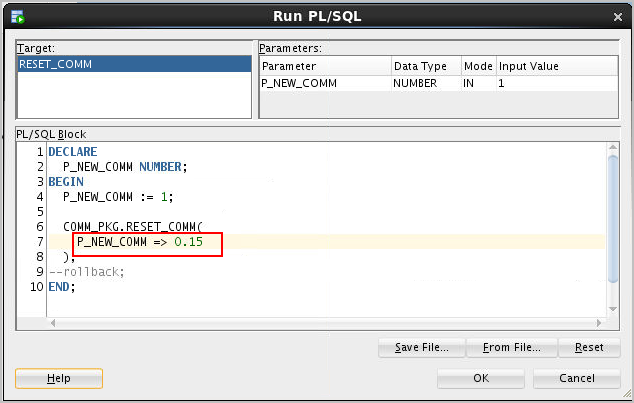 Run PL/SQL
Target:
Parameters:
RESET_COMM
Parameter Data Type Mode Input Value
P_NEW_COMM NUMBER IN 1
PL/SQL Block
1 DECLARE
2 P_NEW_COMM NUMBER;
3 BEGIN
4 P_NEW_COMM := 1;
5
6 COMM_PKG.RESET_COMM(
7 P_NEW_COMM => 0.15
8 );
9 --rollback;
10 END;
Save File... From File... Reset
Help OK Cancel